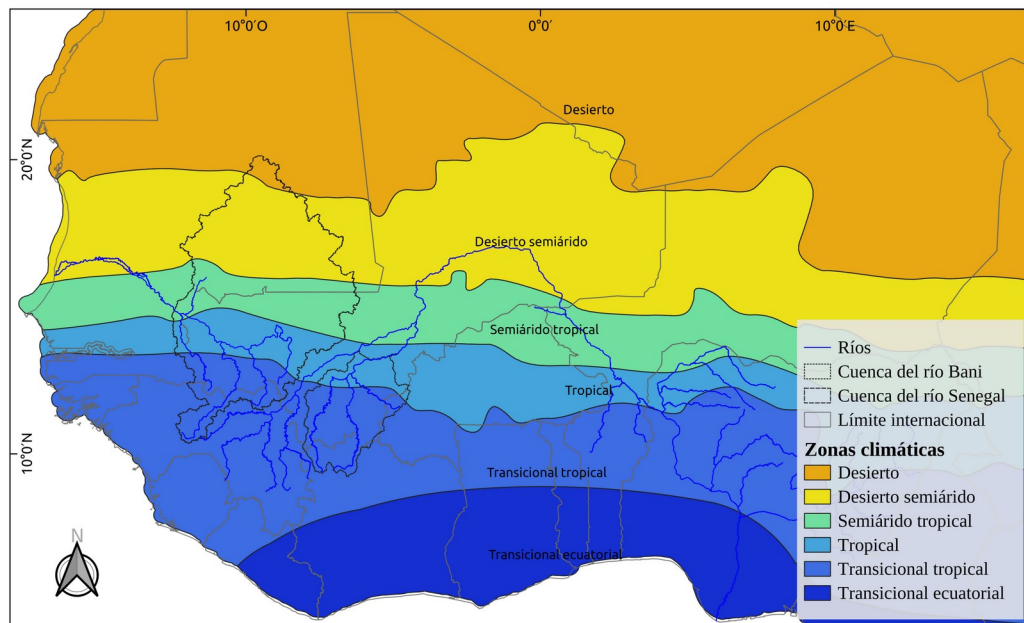 10°0′O
0°0′
10°0′E
20°0′N
10°0′N
Desierto
Desierto semiárido
Semiárido tropical
Tropical
Transicional tropical
Transicional ecuatorial
N
Ríos
Cuenca del río Bani
Cuenca del río Senegal
Límite internacional
Zonas climáticas
Desierto
Desierto semiárido
Semiárido tropical
Tropical
Transicional tropical
Transicional ecuatorial